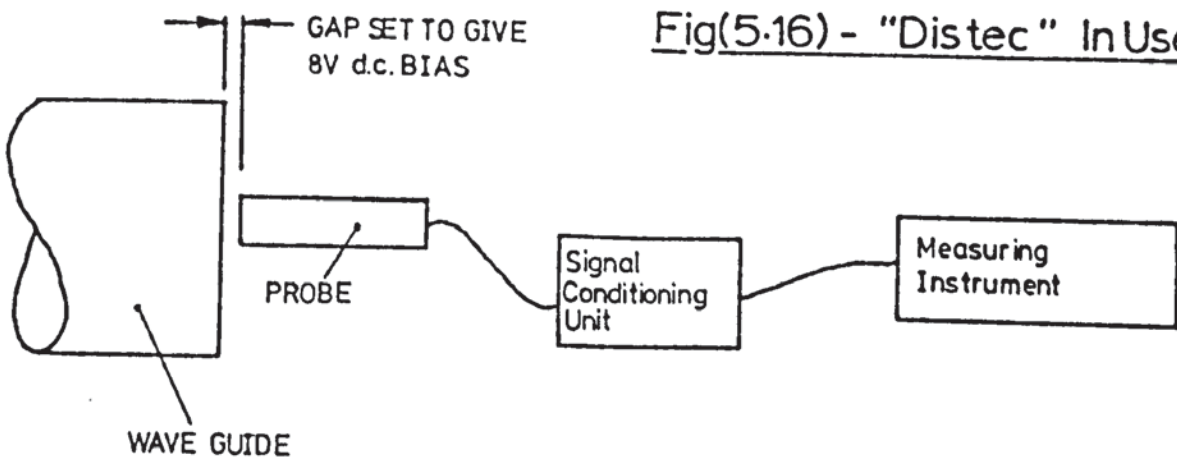 Fig(5.16) - "Distec" In Use
GAP SET TO GIVE
8V d.c. BIAS
PROBE
Signal
Conditioning
Unit
Measuring
Instrument
WAVE GUIDE